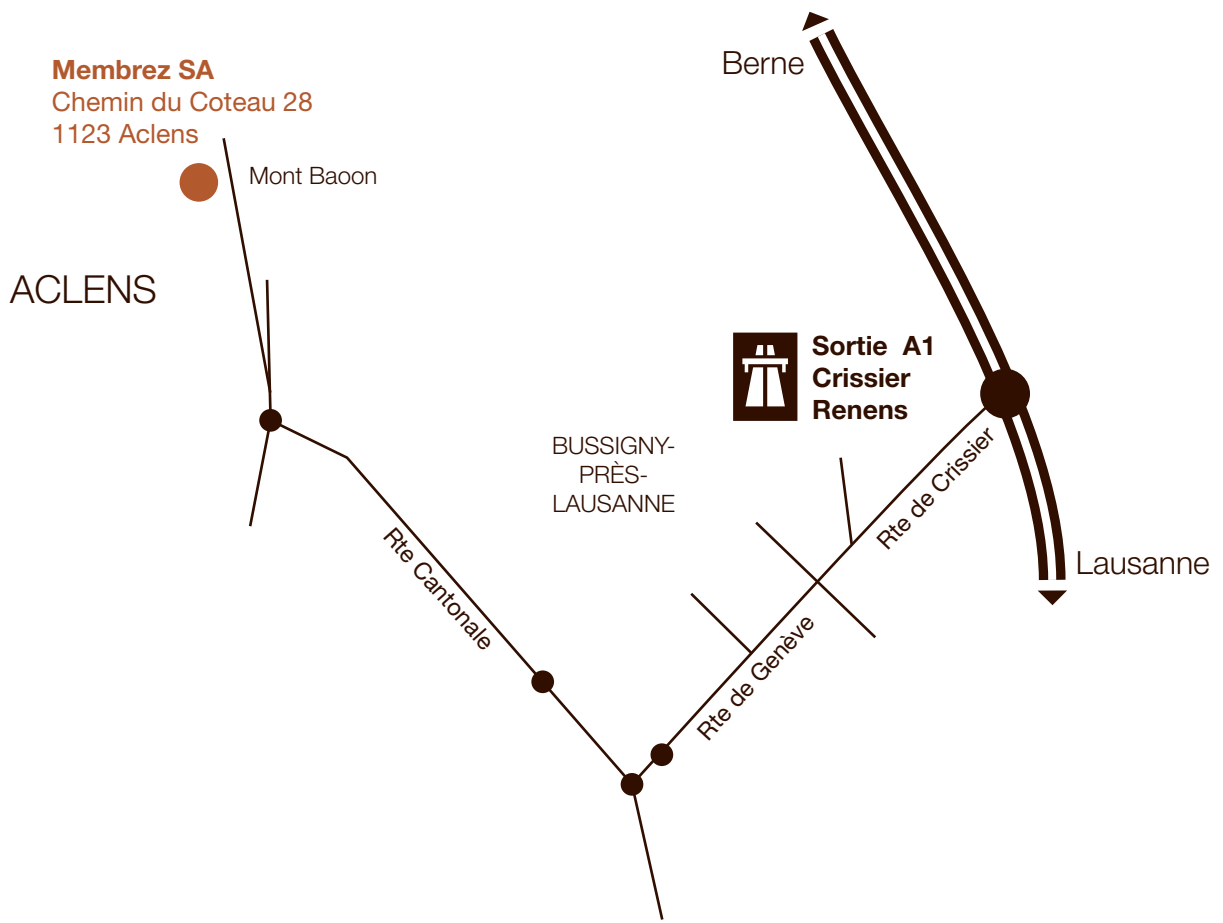 Berne
Membrez SA
Chemin du Coteau 28
1123 Aclens
Mont Baoon
ACLENS
Sortie A1
Crissier
Renens
BUSSIGNY-
PRÈS-
LAUSANNE
Rte de Crissier
Rte Cantonale
Lausanne
Rte de Genève